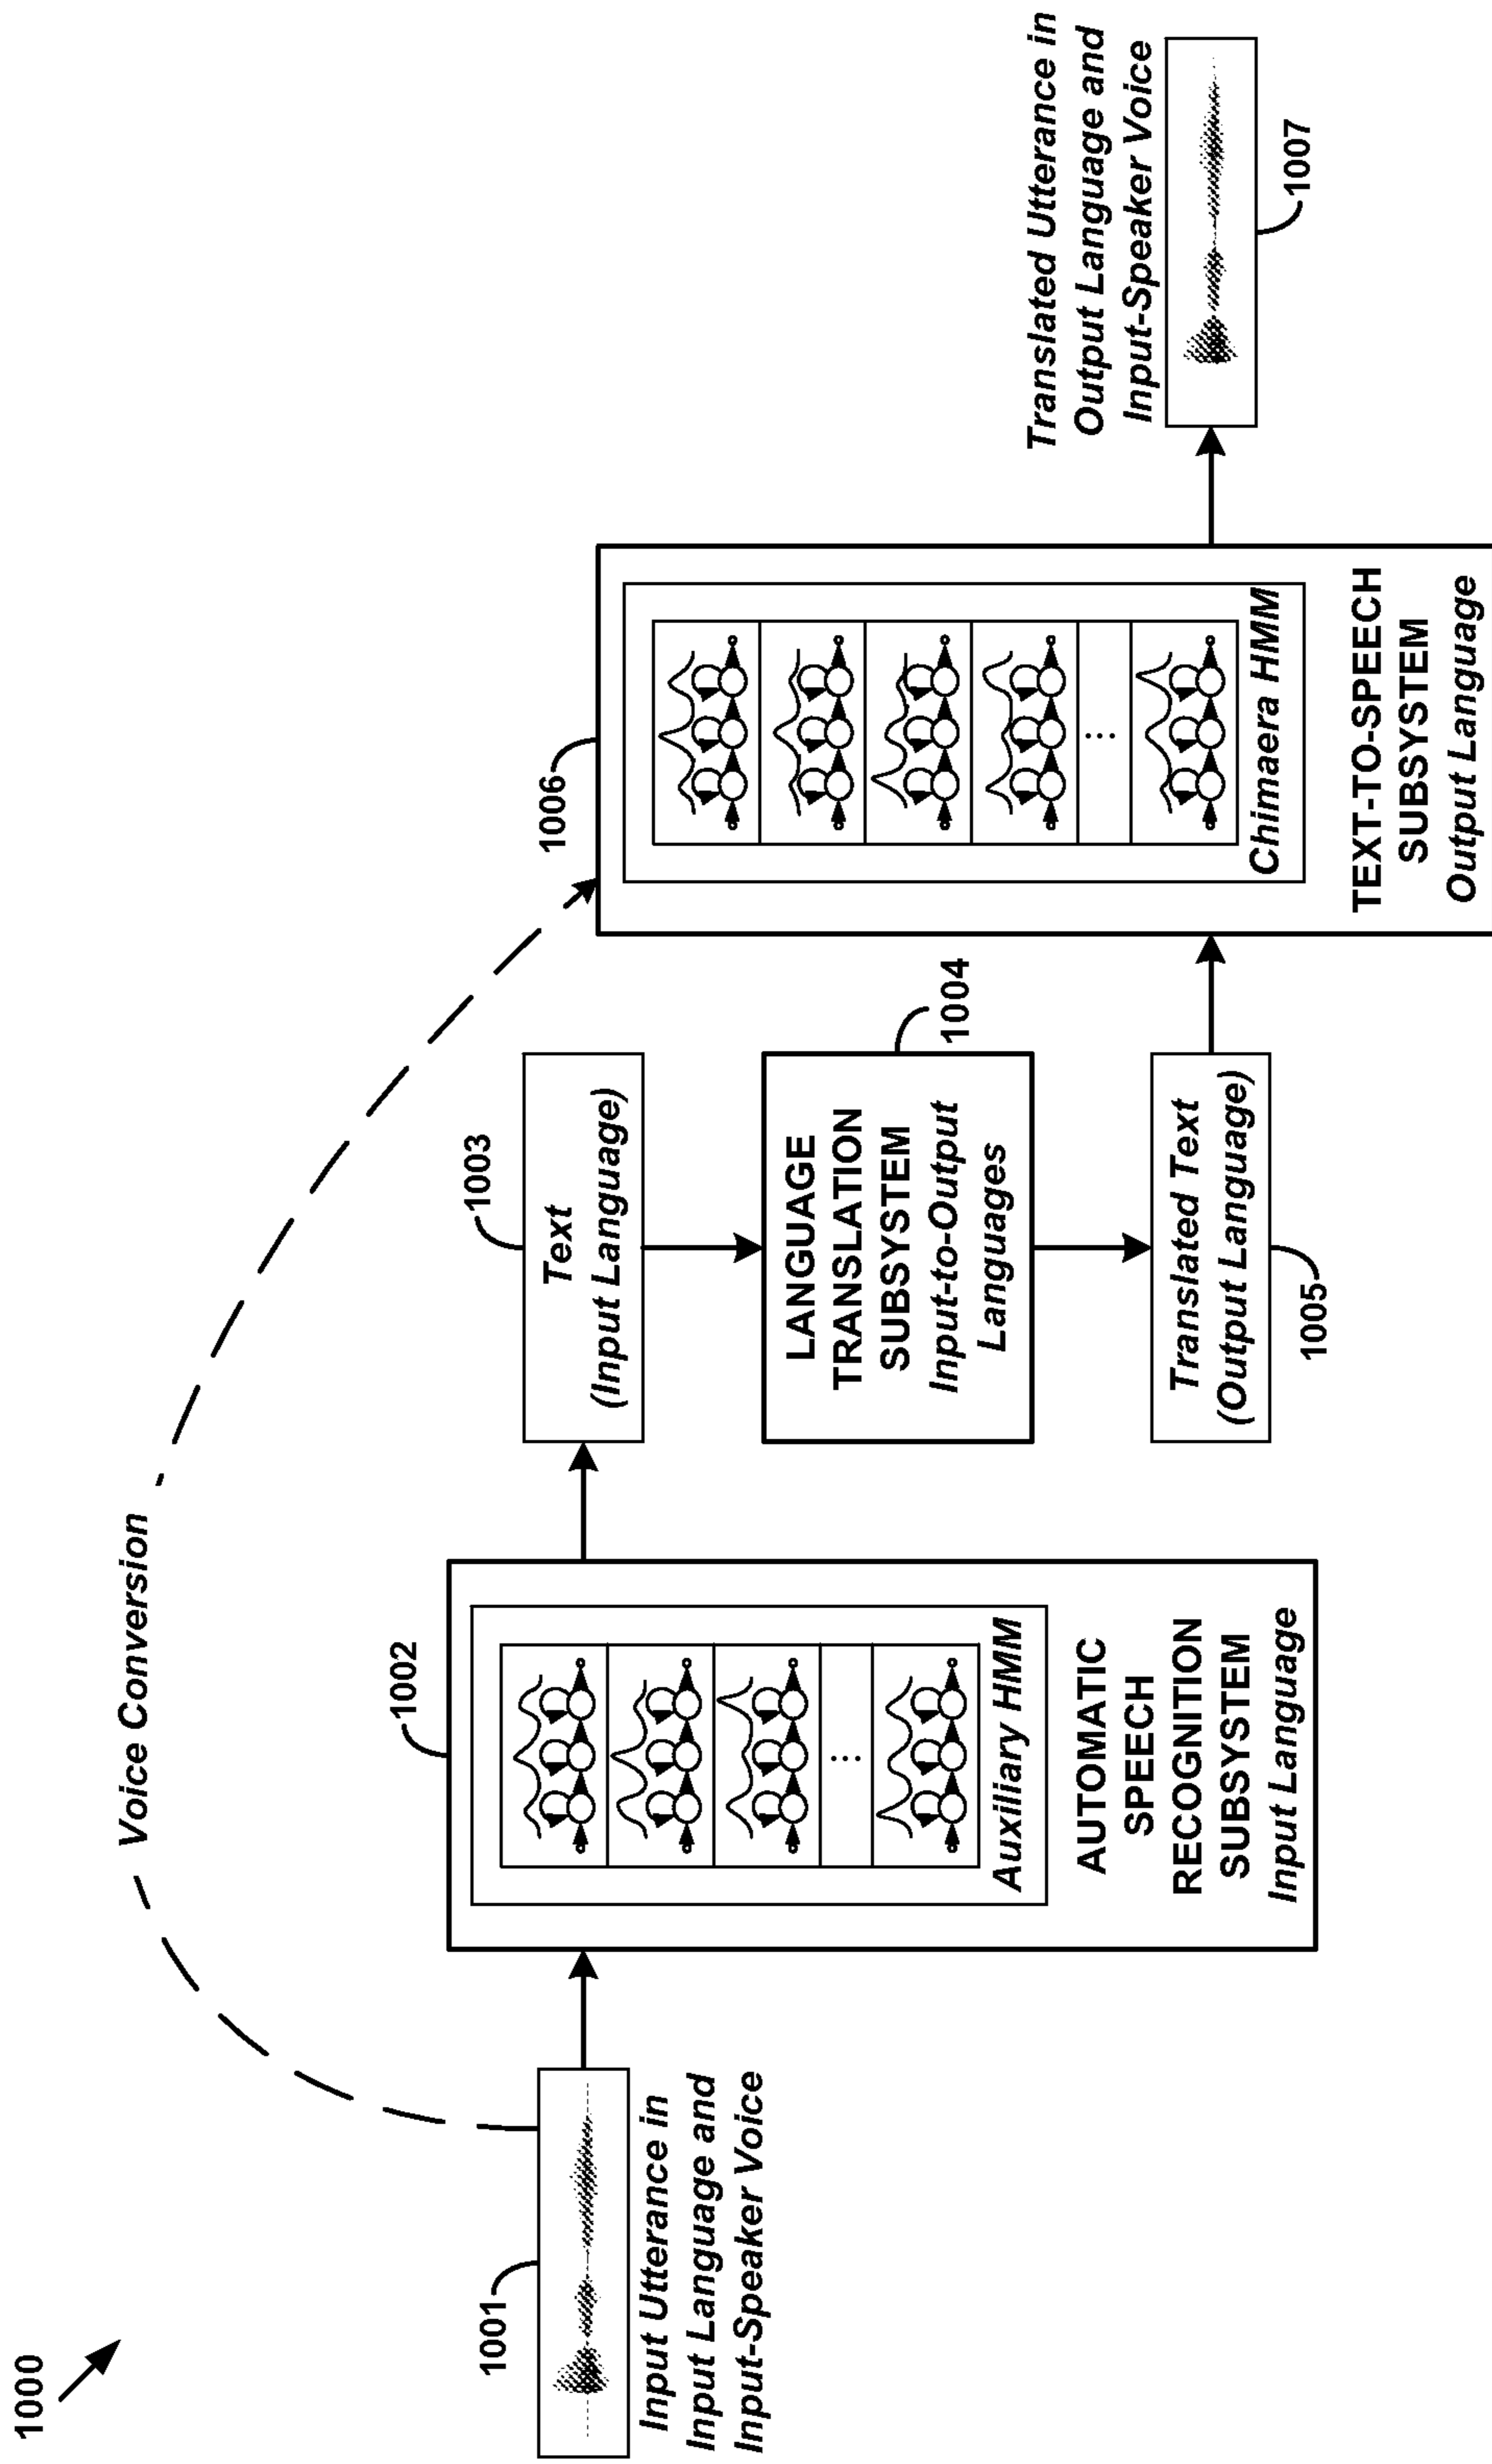 1000
Voice Conversion
1001
Input Utterance in
Input Language and
Input-Speaker Voice
1002
Auxiliary HMM
AUTOMATIC
SPEECH
RECOGNITION
SUBSYSTEM
Input Language
1003
Text
(Input Language)
LANGUAGE
TRANSLATION
SUBSYSTEM
Input-to-Output
Languages
1004
Translated Text
(Output Language)
1005
1006
Chimaera HMM
TEXT-TO-SPEECH
SUBSYSTEM
Output Language
Translated Utterance in
Output Language and
Input-Speaker Voice
1007